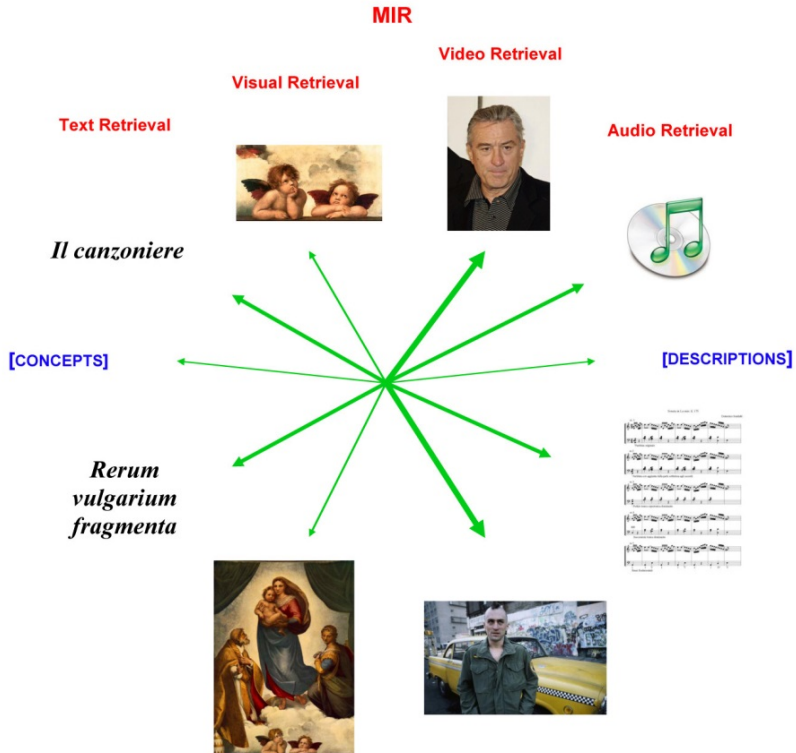 MIR
Video Retrieval
Visual Retrieval
Text Retrieval
Audio Retrieval
Il canzoniere
[CONCEPTS]
[DESCRIPTIONS]
Rerum
vulgarium
fragmenta